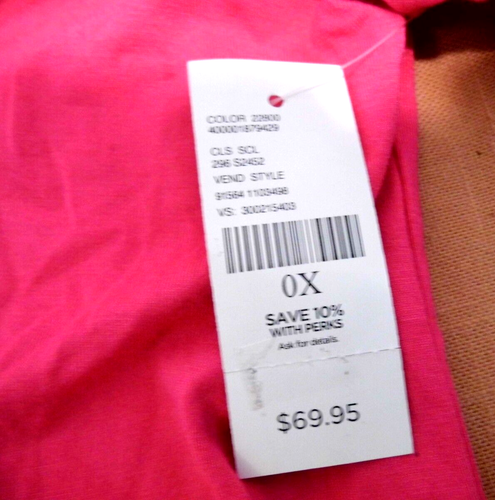 COLOR 22800
400001879429
CLS SCL
296 S2452
VEND STYLE
91564 1103498
VS: 300215403
0X
SAVE 10%
WITH PERKS
Ask for details.
$69.95